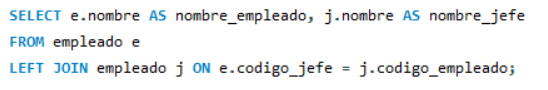 SELECT e.nombre AS nombre_empleado, j.nombre AS nombre_jefe
FROM empleado e
LEFT JOIN empleado j ON e.codigo_jefe = j.codigo_empleado;